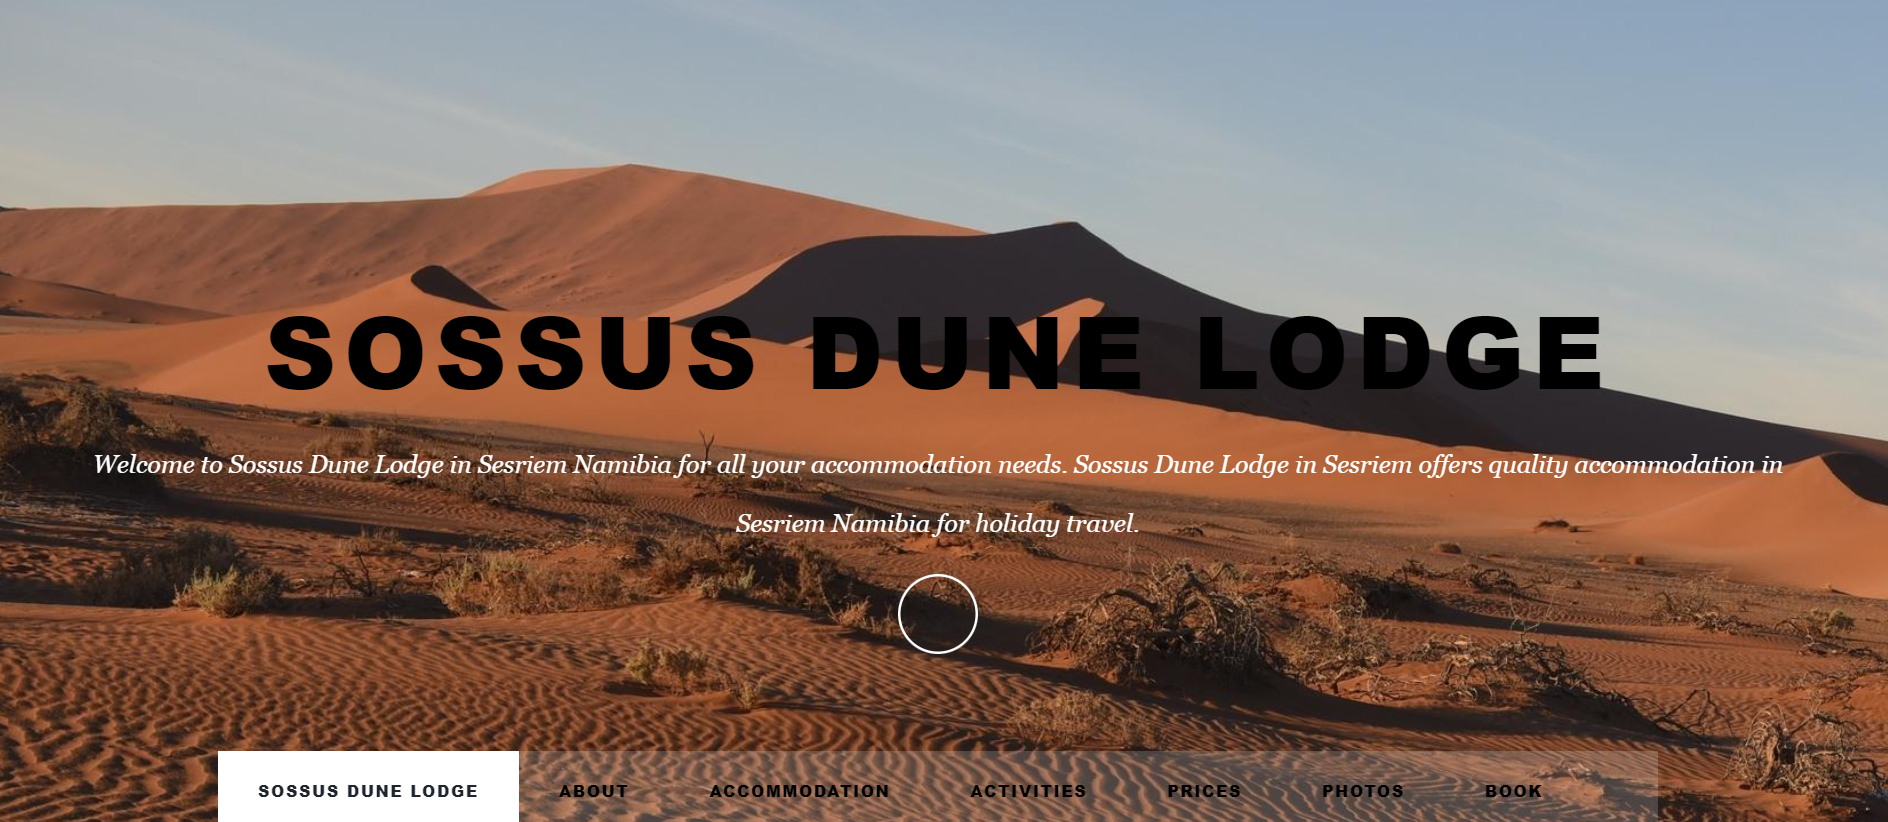 SOSSUS DUNE LODGE
Welcome to Sossus Dune Lodge in Sesriem Namibia for all your accommodation needs. Sossus Dune Lodge in Sesriem offers quality accommodation in
Sesriem Namibia for holiday travel.
SOSSUS DUNE LODGE ABOUT ACCOMMODATION ACTIVITIES PRICES PHOTOS BOOK